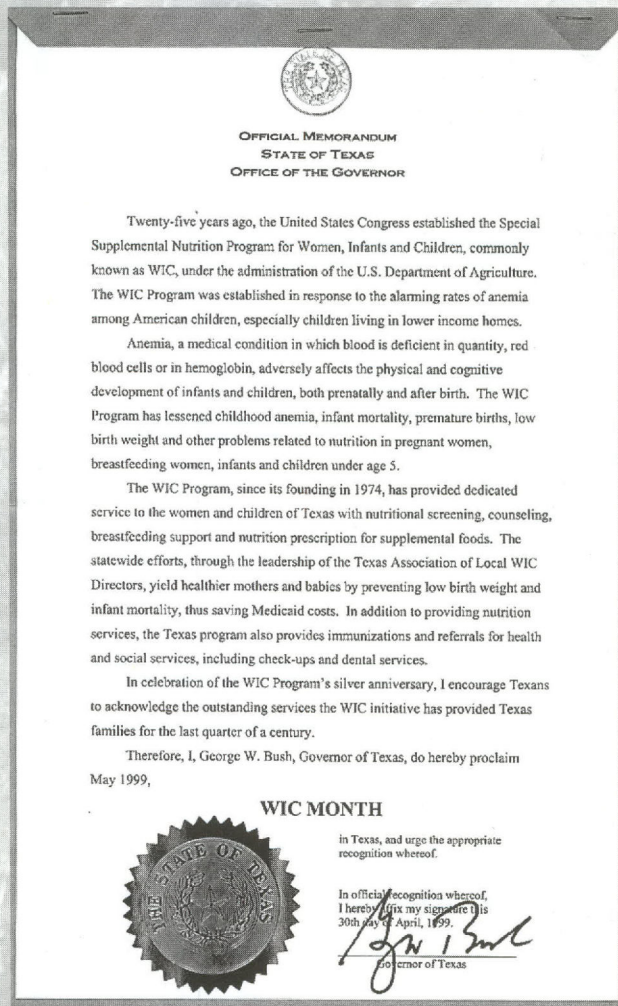 THE STATE OF TEXAS
OFFICIAL MEMORANDUM
STATE OF TEXAS
OFFICE OF THE GOVERNOR
Twenty-five years ago, the United States Congress established the Special
Supplemental Nutrition Program for Women, Infants and Children, commonly
known as WIC, under the administration of the U.S. Department of Agriculture.
The WIC Program was established in response to the alarming rates of anemia
among American children, especially children living in lower income homes.
Anemia, a medical condition in which blood is deficient in quantity, red
blood cells or in hemoglobin, adversely affects the physical and cognitive
development of infants and children, both prenatally and after birth. The WIC
Program has lessened childhood anemia, infant mortality, premature births, low
birth weight and other problems related to nutrition in pregnant women,
breastfeeding women, infants and children under age 5.
The WIC Program, since its founding in 1974, has provided dedicated
service to the women and children of Texas with nutritional screening, counseling,
breastfeeding support and nutrition prescription for supplemental foods. The
statewide efforts, through the leadership of the Texas Association of Local WIC
Directors, yield healthier mothers and babies by preventing low birth weight and
infant mortality, thus saving Medicaid costs. In addition to providing nutrition
services, the Texas program also provides immunizations and referrals for health
and social services, including check-ups and dental services.
In celebration of the WIC Program's silver anniversary, I encourage Texans
to acknowledge the outstanding services the WIC initiative has provided Texas
families for the last quarter of a century.
Therefore, I, George W. Bush, Governor of Texas, do hereby proclaim
May 1999,
WIC MONTH
in Texas, and urge the appropriate
recognition whereof.
In official recognition whereof,
I hereby affix my signature this
30th day of April, 1999.
Governor of Texas
THE STATE OF TEXAS